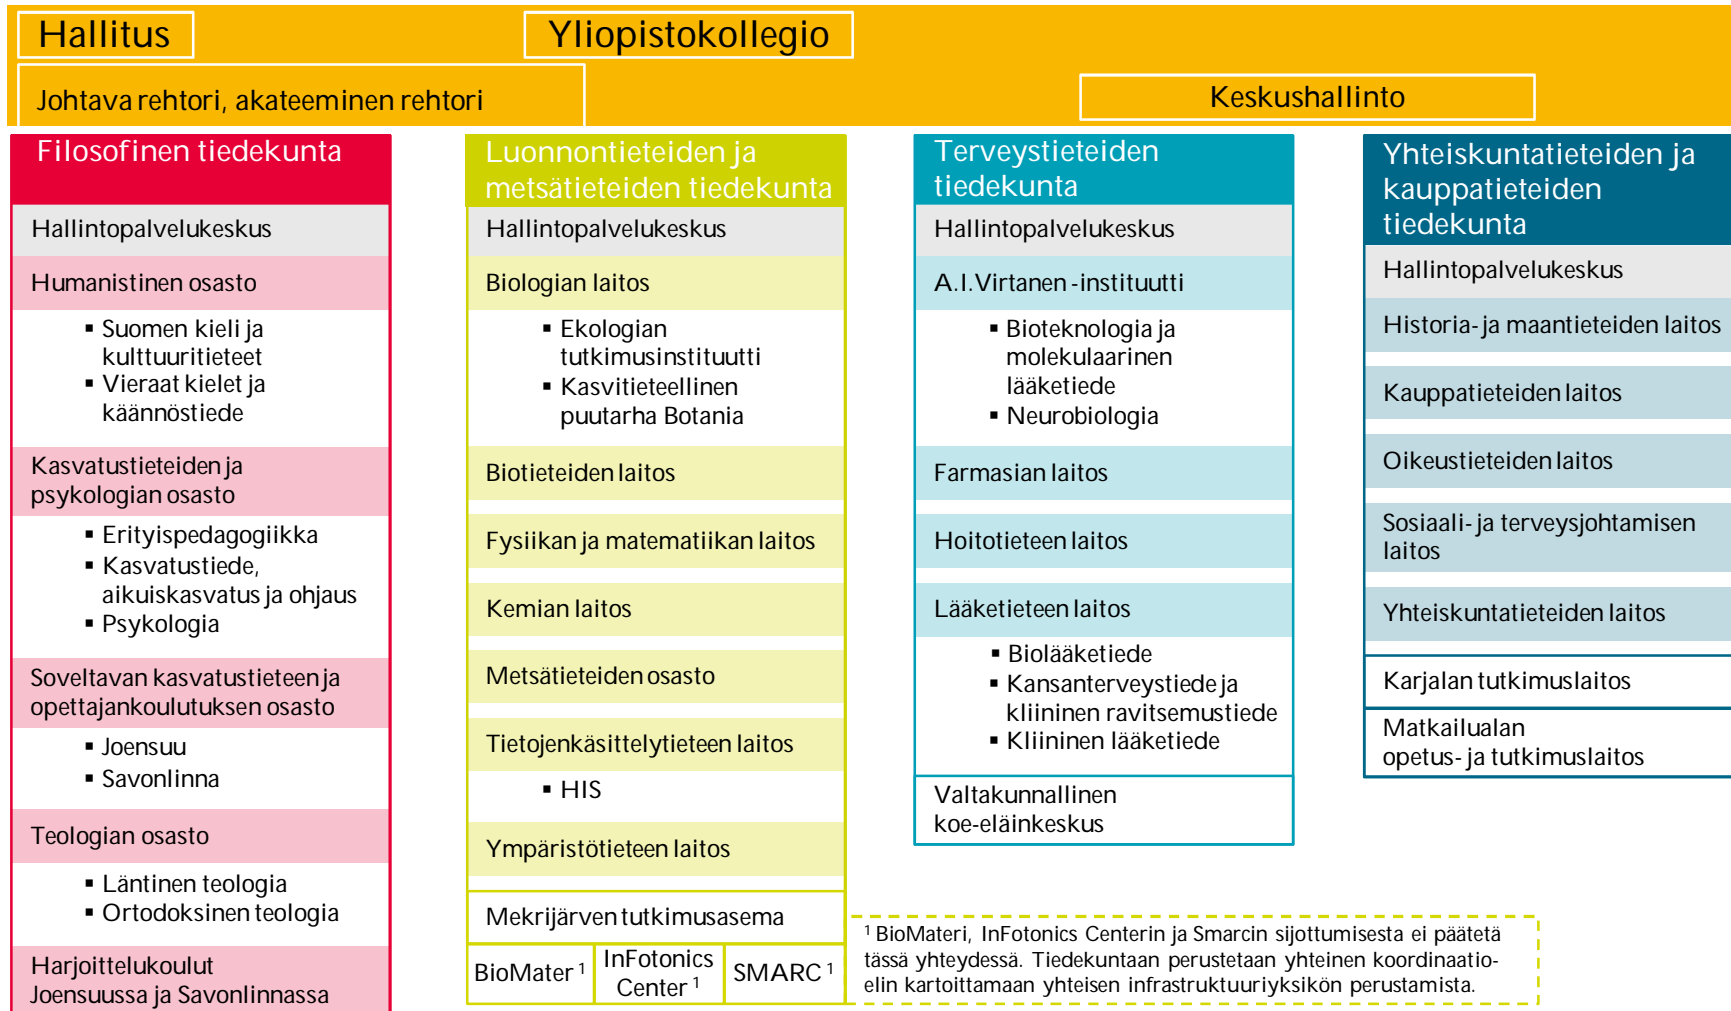 Hallitus
Yliopistokollegio
Johtava rehtori, akateeminen rehtori
Keskushallinto
Filosofinen tiedekunta
Hallintopalvelukeskus
Humanistinen osasto
▪ Suomen kieli ja
kulttuuritieteet
▪ Vieraat kielet ja
käännöstiede
Kasvatustieteiden ja
psykologian osasto
▪ Erityispedagogiikka
▪ Kasvatustiede,
aikuiskasvatus ja ohjaus
▪ Psykologia
Soveltavan kasvatustieteen ja
opettajankoulutuksen osasto
▪ Joensuu
▪ Savonlinna
Teologian osasto
▪ Läntinen teologia
▪ Ortodoksinen teologia
Harjoittelukoulut
Joensuussa ja Savonlinnassa
Luonnontieteiden ja
metsätieteiden tiedekunta
Hallintopalvelukeskus
Biologian laitos
▪ Ekologian
tutkimusinstituutti
▪ Kasvitieteellinen
puutarha Botania
Biotieteiden laitos
Fysiikan ja matematiikan laitos
Kemian laitos
Metsätieteiden osasto
Tietojenkäsittelytieteen laitos
▪ HIS
Ympäristötieteen laitos
Mekrijärven tutkimusasema
BioMater ¹
InFotonics
Center ¹
SMARC ¹
Terveystieteiden
tiedekunta
Hallintopalvelukeskus
A.I.Virtanen -instituutti
▪ Bioteknologia ja
molekulaarinen
lääketiede
▪ Neurobiologia
Farmasian laitos
Hoitotieteen laitos
Lääketieteen laitos
▪ Biolääketiede
▪ Kansanterveystiede ja
kliininen ravitsemustiede
▪ Kliininen lääketiede
Valtakunnallinen
koe-eläinkeskus
Yhteiskuntatieteiden ja
kauppatieteiden
tiedekunta
Hallintopalvelukeskus
Historia- ja maantieteiden laitos
Kauppatieteiden laitos
Oikeustieteiden laitos
Sosiaali- ja terveysjohtamisen
laitos
Yhteiskuntatieteiden laitos
Karjalan tutkimuslaitos
Matkailualan
opetus- ja tutkimuslaitos
¹ BioMateri, InFotonics Centerin ja Smarcin sijottumisesta ei päätetä
tässä yhteydessä. Tiedekuntaan perustetaan yhteinen koordinaatio-
elin kartoittamaan yhteisen infrastruktuuriyksikön perustamista.